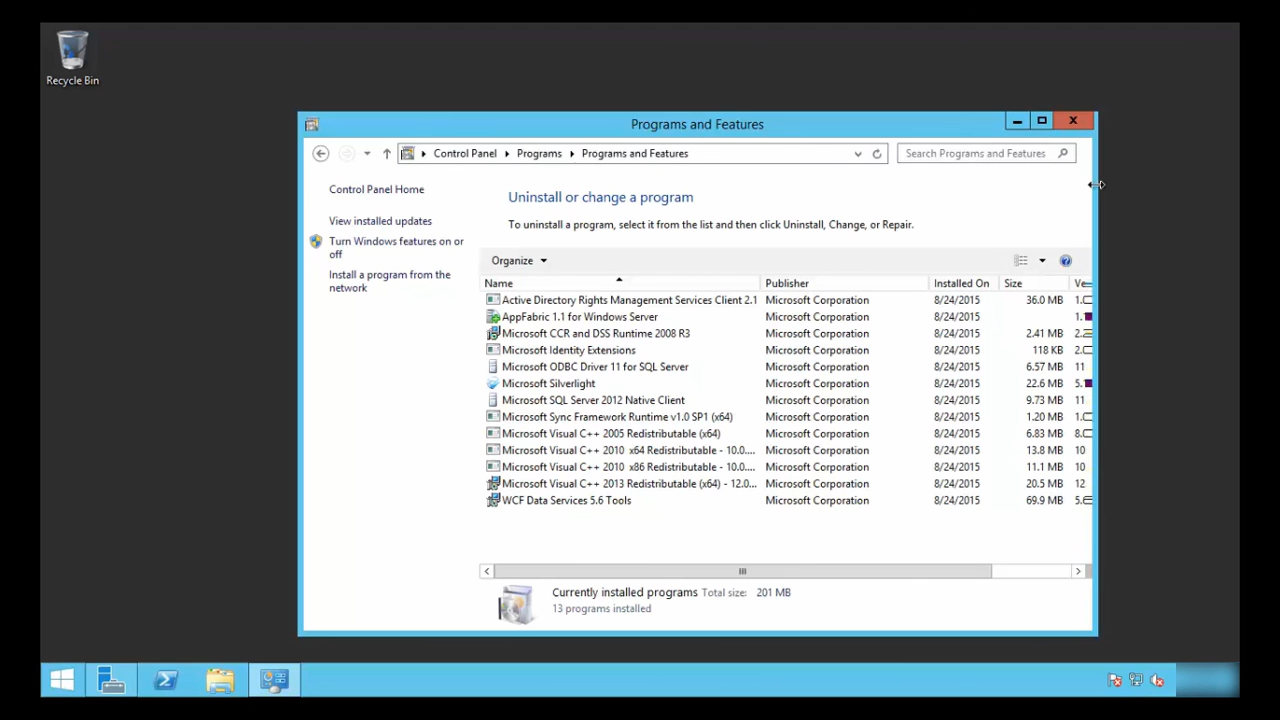 Recycle Bin
Programs and Features
Control Panel Programs Programs and Features Search Programs and Features
Control Panel Home
View installed updates
Turn Windows features on or off
Install a program from the network
Uninstall or change a program
To uninstall a program, select it from the list and then click Uninstall, Change, or Repair.
Organize
Name Publisher Installed On Size Ve
Active Directory Rights Management Services Client 2.1 Microsoft Corporation 8/24/2015 36.0 MB 1.
AppFabric 1.1 for Windows Server Microsoft Corporation 8/24/2015 1.
Microsoft CCR and DSS Runtime 2008 R3 Microsoft Corporation 8/24/2015 2.41 MB 2.
Microsoft Identity Extensions Microsoft Corporation 8/24/2015 118 KB 2.
Microsoft ODBC Driver 11 for SQL Server Microsoft Corporation 8/24/2015 6.57 MB 11
Microsoft Silverlight Microsoft Corporation 8/24/2015 22.6 MB 5.
Microsoft SQL Server 2012 Native Client Microsoft Corporation 8/24/2015 9.73 MB 11
Microsoft Sync Framework Runtime v1.0 SP1 (x64) Microsoft Corporation 8/24/2015 1.20 MB 1.
Microsoft Visual C++ 2005 Redistributable (x64) Microsoft Corporation 8/24/2015 6.83 MB 8.
Microsoft Visual C++ 2010 x64 Redistributable - 10.0.... Microsoft Corporation 8/24/2015 13.8 MB 10
Microsoft Visual C++ 2010 x86 Redistributable - 10.0.... Microsoft Corporation 8/24/2015 11.1 MB 10
Microsoft Visual C++ 2013 Redistributable (x64) - 12.0... Microsoft Corporation 8/24/2015 20.5 MB 12
WCF Data Services 5.6 Tools Microsoft Corporation 8/24/2015 69.9 MB 5.
Currently installed programs Total size: 201 MB
13 programs installed